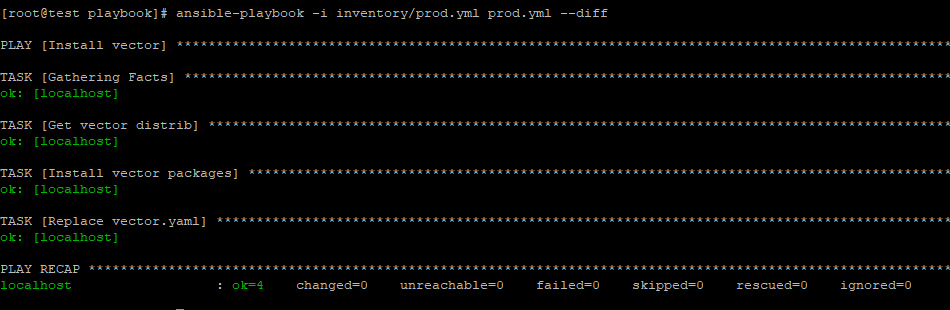 [root@test playbook]# ansible-playbook -i inventory/prod.yml prod.yml --diff
PLAY [Install vector] *************************************************************************************************
TASK [Gathering Facts] ************************************************************************************************
ok: [localhost]
TASK [Get vector distrib] *********************************************************************************************
ok: [localhost]
TASK [Install vector packages] ****************************************************************************************
ok: [localhost]
TASK [Replace vector.yaml] ********************************************************************************************
ok: [localhost]
PLAY RECAP ************************************************************************************************************
localhost                  : ok=4    changed=0    unreachable=0    failed=0    skipped=0    rescued=0    ignored=0